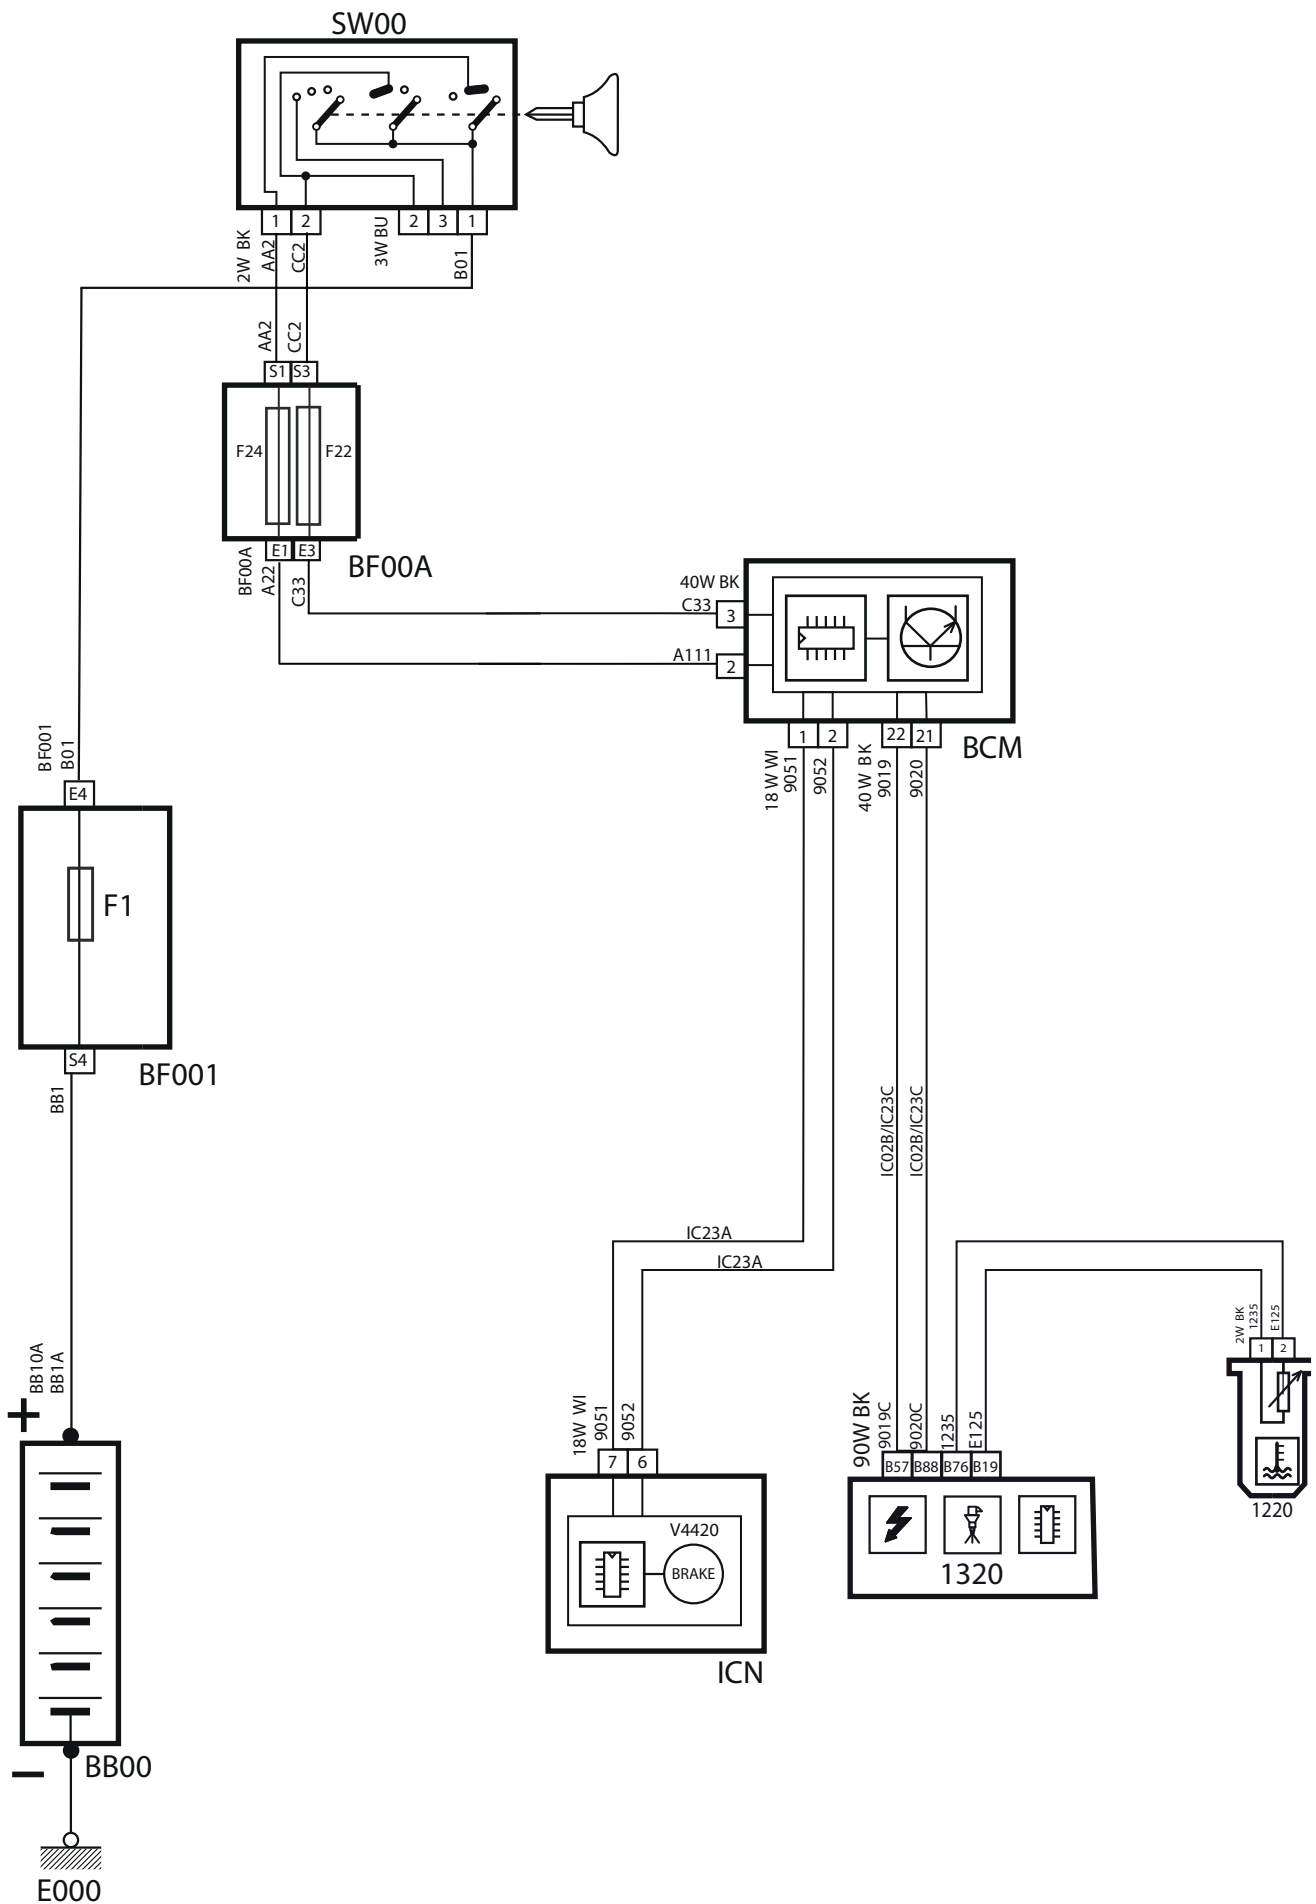 SW00
1 2 2 3 1
2W BK
AA2
CC2
3W BU
B01
AA2
CC2
S1 S3
F24 F22
E1 E3
BF00A
BF00A
A22
C33
40W BK
C33
3
A111
2
1 2 22 21
BCM
18 W WI
9051
9052
40 W BK
9019
9020
BF001
B01
E4
F1
S4
BF001
BB1
IC02B/IC23C
IC02B/IC23C
IC23A
IC23A
2W BK
1235
E125
1 2
1220
BB10A
BB1A
+
18W WI
9051
9052
7 6
V4420
BRAKE
ICN
90W BK
9019C
9020C
1235
E125
B57 B88 B76 B19
1320
BB00
–
E000